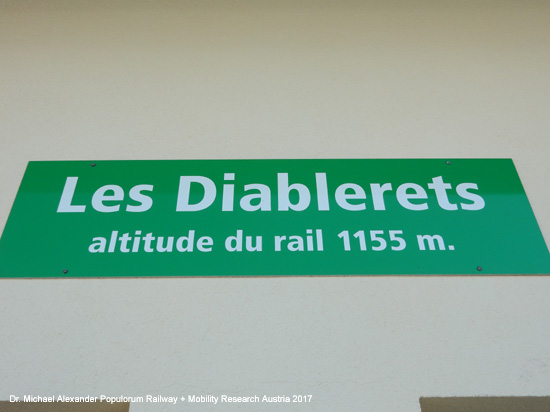 Les Diablerets
altitude du rail 1155 m.
Dr. Michael Alexander Populorum Railway + Mobility Research Austria 2017